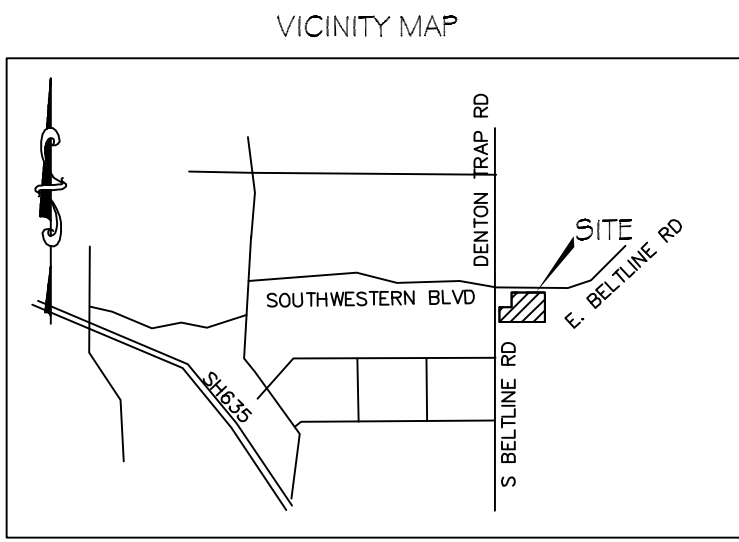 VICINITY MAP
DENTON TRAP RD
SITE
E. BELTLINE RD
SOUTHWESTERN BLVD
SH635
S BELTLINE RD